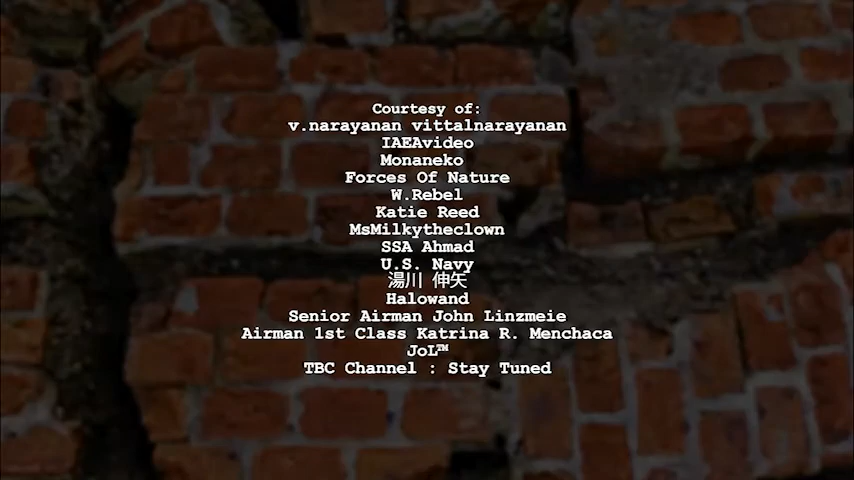 Courtesy of:
v.narayanan vittalnarayanan
IAEAvideo
Monaneko
Forces Of Nature
W.Rebel
Katie Reed
MsMilkytheclown
SSA Ahmad
U.S. Navy
湯川 伸矢
Halowand
Senior Airman John Linzmeie
Airman 1st Class Katrina R. Menchaca
JoL™
TBC Channel : Stay Tuned